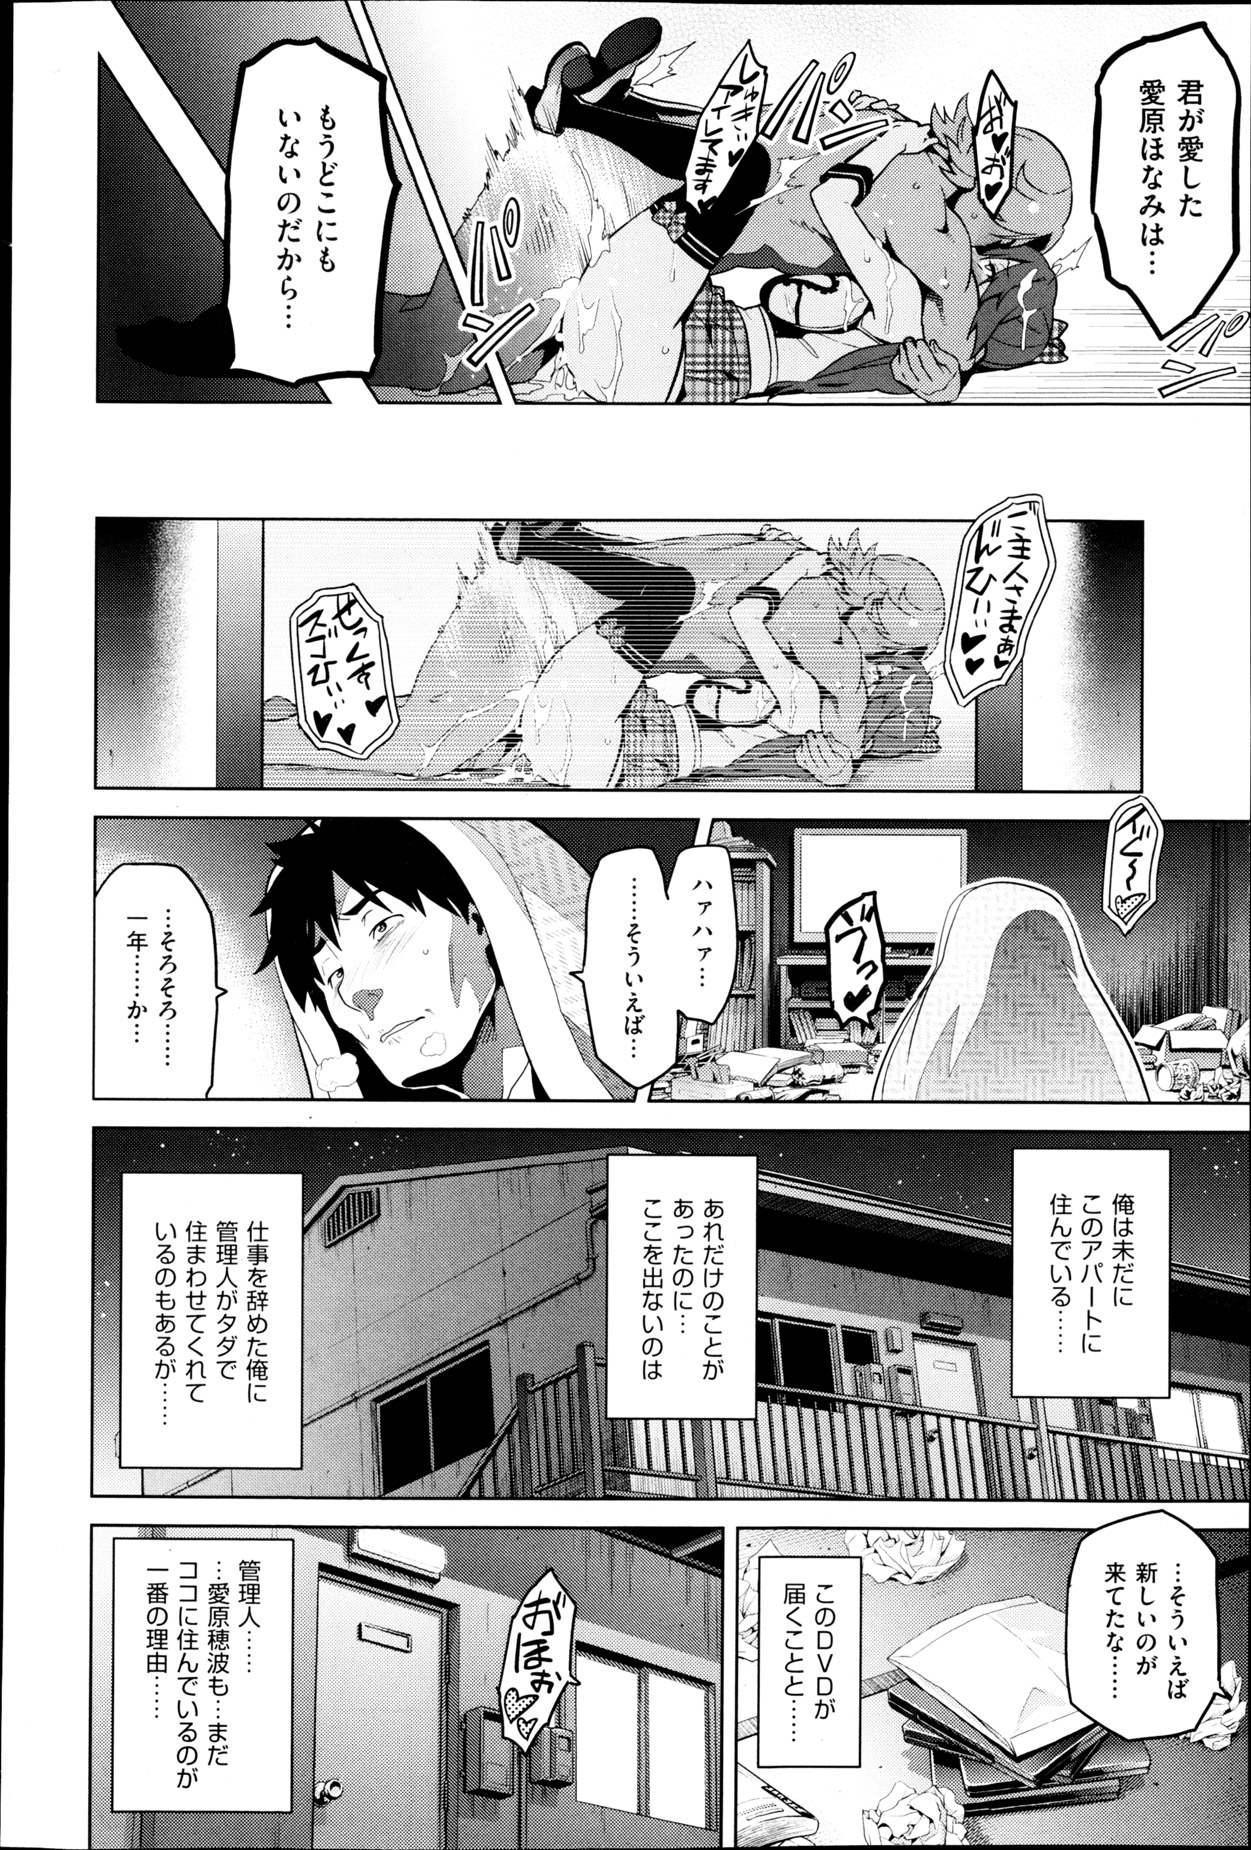 君が愛した
愛原ほなみは…
お♥お♥
しゅき…♥
アイしてます♥
パン
パン
パン
もうどこにも
いないのだから…
ご主人さまぁ♥
んひぃ…♥♥♥
せっくす
スゴひぃ…♥♥♥
イぐ〜♥
ハァハァ…
……そういえば…
…そろそろ……
一年……か…
俺は未だに
このアパートに
住んでいる……
あれだけのことが
あったのに…
ここを出ないのは
仕事を辞めた俺に
管理人がタダで
住まわせてくれて
いるのもあるが……
…そういえば
新しいのが
来てたな……
このDVDが
届くことと……
おほぉ♥♥
管理人……
…愛原穂波も…まだ
ココに住んでいるのが
一番の理由……